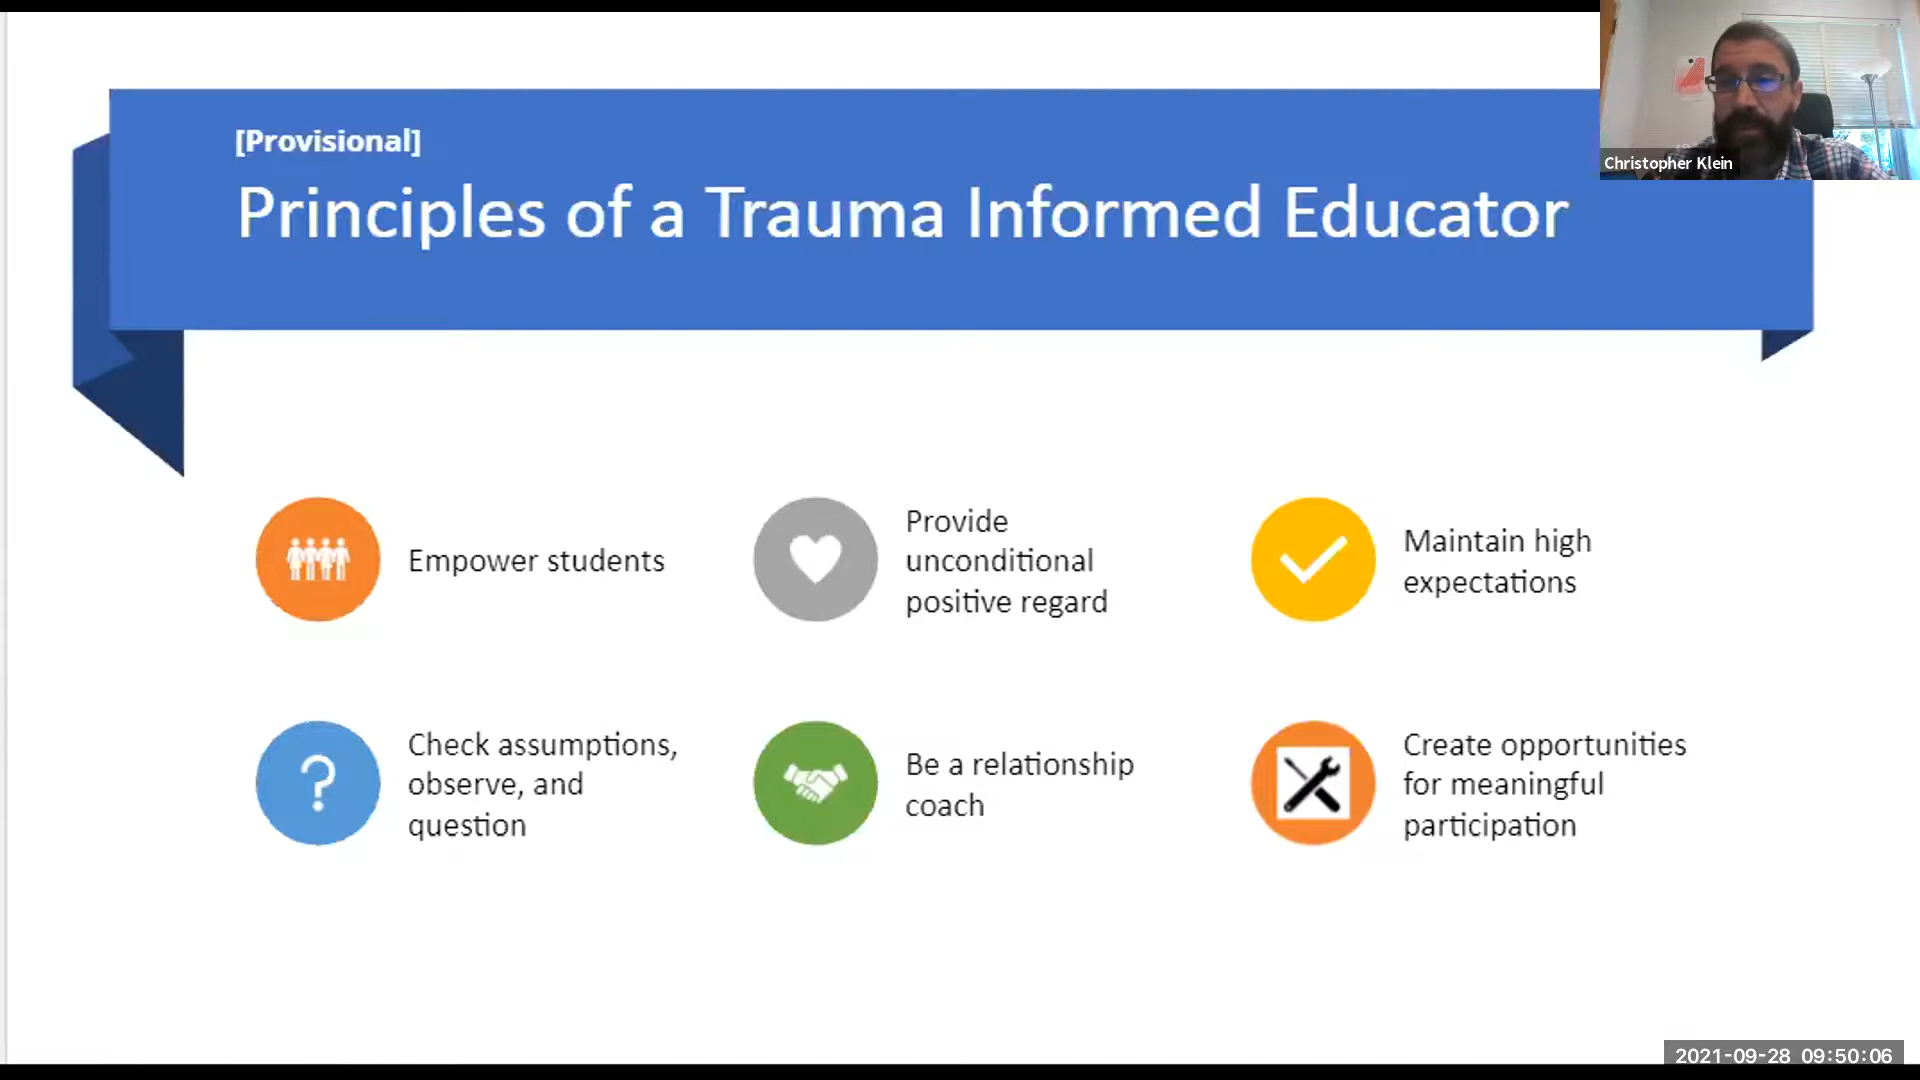 [Provisional]
Principles of a Trauma Informed Educator
Christopher Klein
Empower students
Provide
unconditional
positive regard
Maintain high
expectations
Check assumptions,
observe, and
question
Be a relationship
coach
Create opportunities
for meaningful
participation
2021-09-28 09:50:06